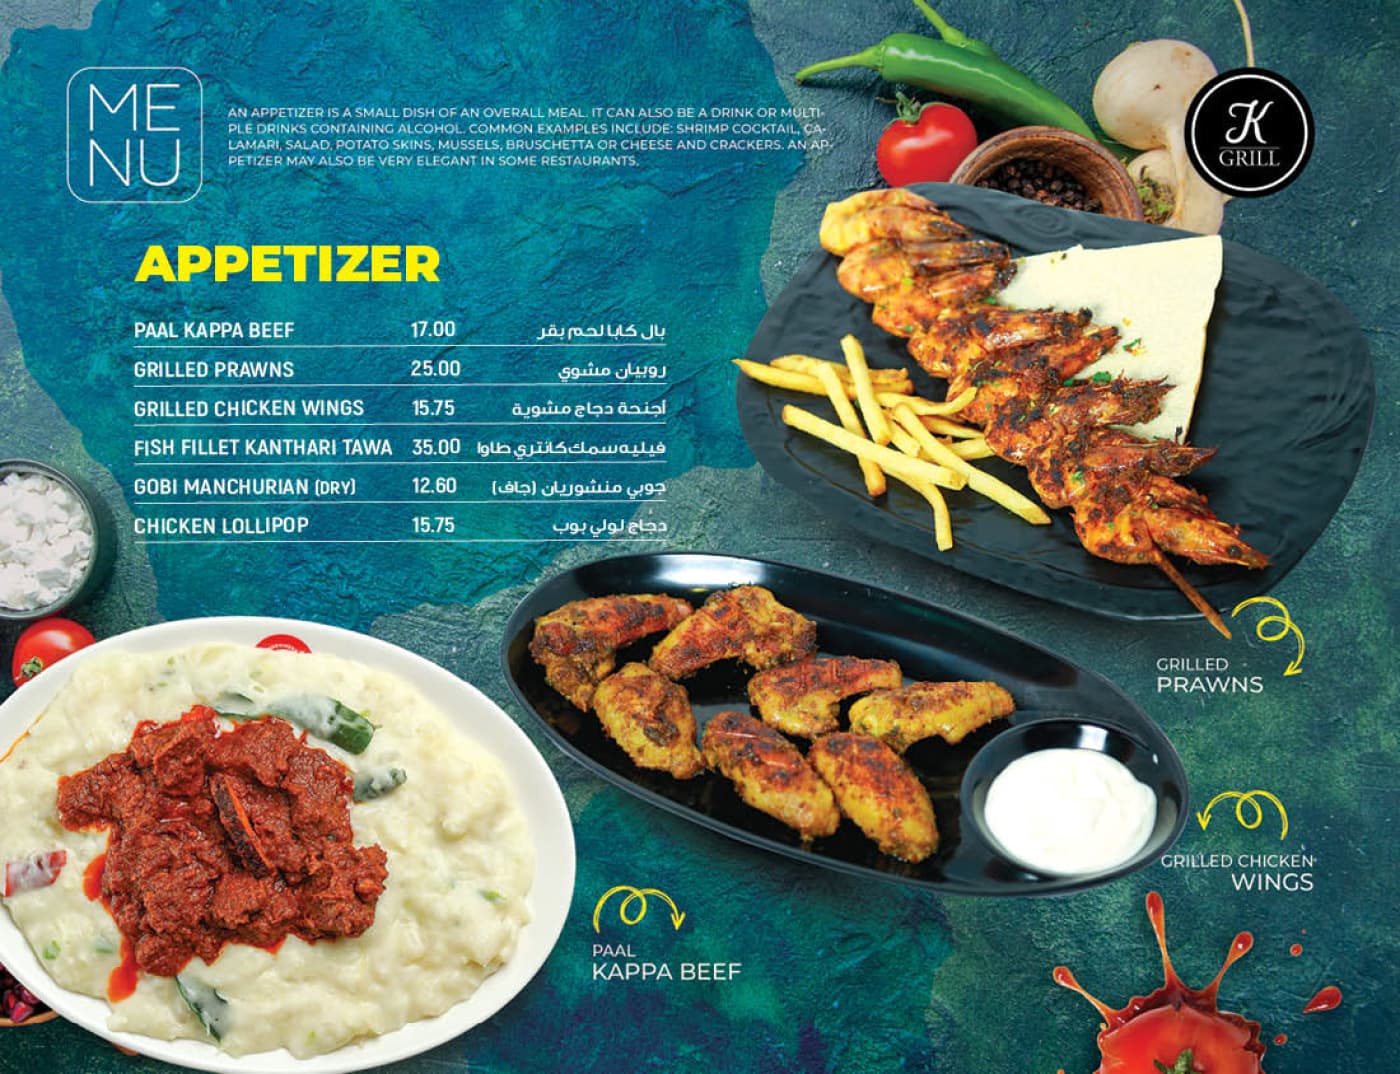 ME
NU
AN APPETIZER IS A SMALL DISH OF AN OVERALL MEAL. IT CAN ALSO BE A DRINK OR MULTI-
PLE DRINKS CONTAINING ALCOHOL. COMMON EXAMPLES INCLUDE: SHRIMP COCKTAIL, CA-
LAMARI, SALAD, POTATO SKINS, MUSSELS, BRUSCHETTA OR CHEESE AND CRACKERS. AN AP-
PETIZER MAY ALSO BE VERY ELEGANT IN SOME RESTAURANTS.
K
GRILL
APPETIZER
PAAL KAPPA BEEF 17.00 بال كابا لحم بقر
GRILLED PRAWNS 25.00 روبيان مشوي
GRILLED CHICKEN WINGS 15.75 أجنحة دجاج مشوية
FISH FILLET KANTHARI TAWA 35.00 فيليه سمك كانتري طاوا
GOBI MANCHURIAN (DRY) 12.60 جوبي منشوريان (جاف)
CHICKEN LOLLIPOP 15.75 دجاج لولي بوب
GRILLED
PRAWNS
GRILLED CHICKEN
WINGS
PAAL
KAPPA BEEF